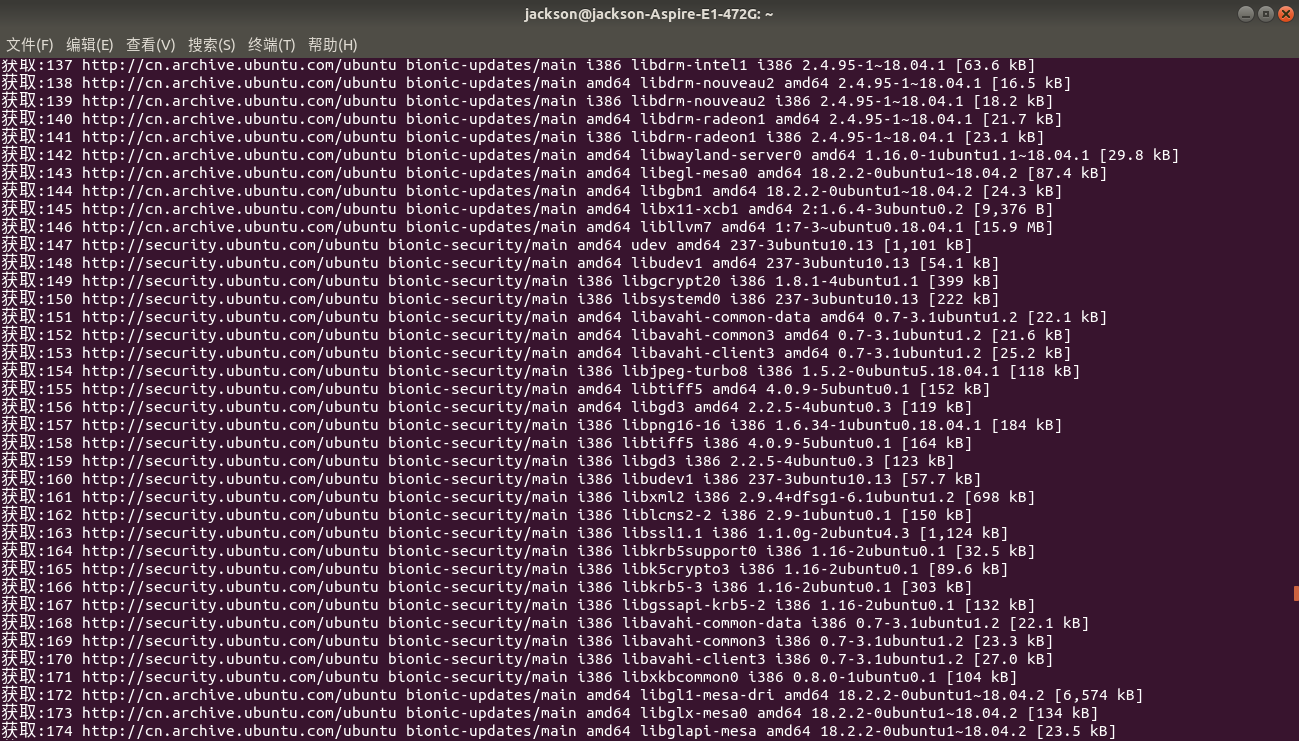 jackson@jackson-Aspire-E1-472G: ~
文件(F) 编辑(E) 查看(V) 搜索(S) 终端(T) 帮助(H)
获取:137 http://cn.archive.ubuntu.com/ubuntu bionic-updates/main i386 libdrm-intel1 i386 2.4.95-1~18.04.1 [63.6 kB]
获取:138 http://cn.archive.ubuntu.com/ubuntu bionic-updates/main amd64 libdrm-nouveau2 amd64 2.4.95-1~18.04.1 [16.5 kB]
获取:139 http://cn.archive.ubuntu.com/ubuntu bionic-updates/main i386 libdrm-nouveau2 i386 2.4.95-1~18.04.1 [18.2 kB]
获取:140 http://cn.archive.ubuntu.com/ubuntu bionic-updates/main amd64 libdrm-radeon1 amd64 2.4.95-1~18.04.1 [21.7 kB]
获取:141 http://cn.archive.ubuntu.com/ubuntu bionic-updates/main i386 libdrm-radeon1 i386 2.4.95-1~18.04.1 [23.1 kB]
获取:142 http://cn.archive.ubuntu.com/ubuntu bionic-updates/main amd64 libwayland-server0 amd64 1.16.0-1ubuntu1.1~18.04.1 [29.8 kB]
获取:143 http://cn.archive.ubuntu.com/ubuntu bionic-updates/main amd64 libegl-mesa0 amd64 18.2.2-0ubuntu1~18.04.2 [87.4 kB]
获取:144 http://cn.archive.ubuntu.com/ubuntu bionic-updates/main amd64 libgbm1 amd64 18.2.2-0ubuntu1~18.04.2 [24.3 kB]
获取:145 http://cn.archive.ubuntu.com/ubuntu bionic-updates/main amd64 libx11-xcb1 amd64 2:1.6.4-3ubuntu0.2 [9,376 B]
获取:146 http://cn.archive.ubuntu.com/ubuntu bionic-updates/main amd64 libllvm7 amd64 1:7-3~ubuntu0.18.04.1 [15.9 MB]
获取:147 http://security.ubuntu.com/ubuntu bionic-security/main amd64 udev amd64 237-3ubuntu10.13 [1,101 kB]
获取:148 http://security.ubuntu.com/ubuntu bionic-security/main amd64 libudev1 amd64 237-3ubuntu10.13 [54.1 kB]
获取:149 http://security.ubuntu.com/ubuntu bionic-security/main i386 libgcrypt20 i386 1.8.1-4ubuntu1.1 [399 kB]
获取:150 http://security.ubuntu.com/ubuntu bionic-security/main i386 libsystemd0 i386 237-3ubuntu10.13 [222 kB]
获取:151 http://security.ubuntu.com/ubuntu bionic-security/main amd64 libavahi-common-data amd64 0.7-3.1ubuntu1.2 [22.1 kB]
获取:152 http://security.ubuntu.com/ubuntu bionic-security/main amd64 libavahi-common3 amd64 0.7-3.1ubuntu1.2 [21.6 kB]
获取:153 http://security.ubuntu.com/ubuntu bionic-security/main amd64 libavahi-client3 amd64 0.7-3.1ubuntu1.2 [25.2 kB]
获取:154 http://security.ubuntu.com/ubuntu bionic-security/main i386 libjpeg-turbo8 i386 1.5.2-0ubuntu5.18.04.1 [118 kB]
获取:155 http://security.ubuntu.com/ubuntu bionic-security/main amd64 libtiff5 amd64 4.0.9-5ubuntu0.1 [152 kB]
获取:156 http://security.ubuntu.com/ubuntu bionic-security/main amd64 libgd3 amd64 2.2.5-4ubuntu0.3 [119 kB]
获取:157 http://security.ubuntu.com/ubuntu bionic-security/main i386 libpng16-16 i386 1.6.34-1ubuntu0.18.04.1 [184 kB]
获取:158 http://security.ubuntu.com/ubuntu bionic-security/main i386 libtiff5 i386 4.0.9-5ubuntu0.1 [164 kB]
获取:159 http://security.ubuntu.com/ubuntu bionic-security/main i386 libgd3 i386 2.2.5-4ubuntu0.3 [123 kB]
获取:160 http://security.ubuntu.com/ubuntu bionic-security/main i386 libudev1 i386 237-3ubuntu10.13 [57.7 kB]
获取:161 http://security.ubuntu.com/ubuntu bionic-security/main i386 libxml2 i386 2.9.4+dfsg1-6.1ubuntu1.2 [698 kB]
获取:162 http://security.ubuntu.com/ubuntu bionic-security/main i386 liblcms2-2 i386 2.9-1ubuntu0.1 [150 kB]
获取:163 http://security.ubuntu.com/ubuntu bionic-security/main i386 libssl1.1 i386 1.1.0g-2ubuntu4.3 [1,124 kB]
获取:164 http://security.ubuntu.com/ubuntu bionic-security/main i386 libkrb5support0 i386 1.16-2ubuntu0.1 [32.5 kB]
获取:165 http://security.ubuntu.com/ubuntu bionic-security/main i386 libk5crypto3 i386 1.16-2ubuntu0.1 [89.6 kB]
获取:166 http://security.ubuntu.com/ubuntu bionic-security/main i386 libkrb5-3 i386 1.16-2ubuntu0.1 [303 kB]
获取:167 http://security.ubuntu.com/ubuntu bionic-security/main i386 libgssapi-krb5-2 i386 1.16-2ubuntu0.1 [132 kB]
获取:168 http://security.ubuntu.com/ubuntu bionic-security/main i386 libavahi-common-data i386 0.7-3.1ubuntu1.2 [22.1 kB]
获取:169 http://security.ubuntu.com/ubuntu bionic-security/main i386 libavahi-common3 i386 0.7-3.1ubuntu1.2 [23.3 kB]
获取:170 http://security.ubuntu.com/ubuntu bionic-security/main i386 libavahi-client3 i386 0.7-3.1ubuntu1.2 [27.0 kB]
获取:171 http://security.ubuntu.com/ubuntu bionic-security/main i386 libxkbcommon0 i386 0.8.0-1ubuntu0.1 [104 kB]
获取:172 http://cn.archive.ubuntu.com/ubuntu bionic-updates/main amd64 libgl1-mesa-dri amd64 18.2.2-0ubuntu1~18.04.2 [6,574 kB]
获取:173 http://cn.archive.ubuntu.com/ubuntu bionic-updates/main amd64 libglx-mesa0 amd64 18.2.2-0ubuntu1~18.04.2 [134 kB]
获取:174 http://cn.archive.ubuntu.com/ubuntu bionic-updates/main amd64 libglapi-mesa amd64 18.2.2-0ubuntu1~18.04.2 [23.5 kB]